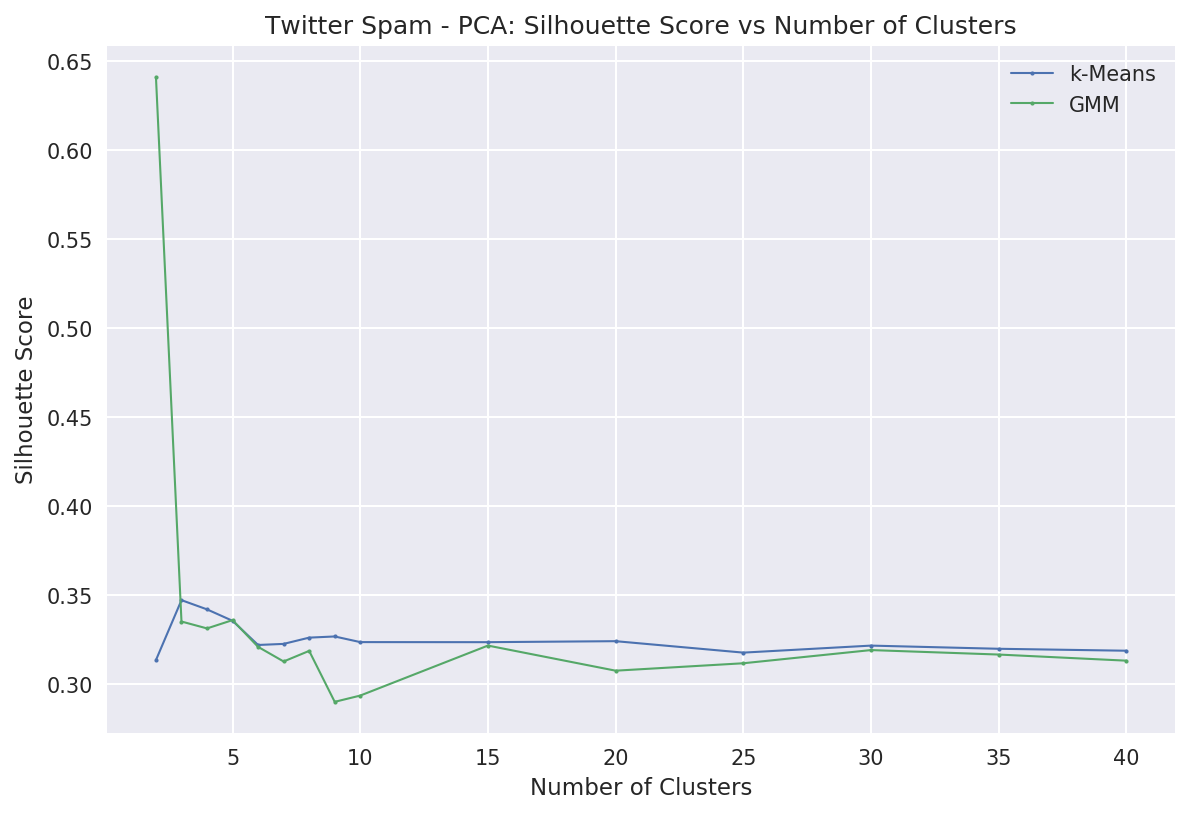 Twitter Spam - PCA: Silhouette Score vs Number of Clusters
k-Means
GMM
Silhouette Score
0.65
0.60
0.55
0.50
0.45
0.40
0.35
0.30
5 10 15 20 25 30 35 40
Number of Clusters